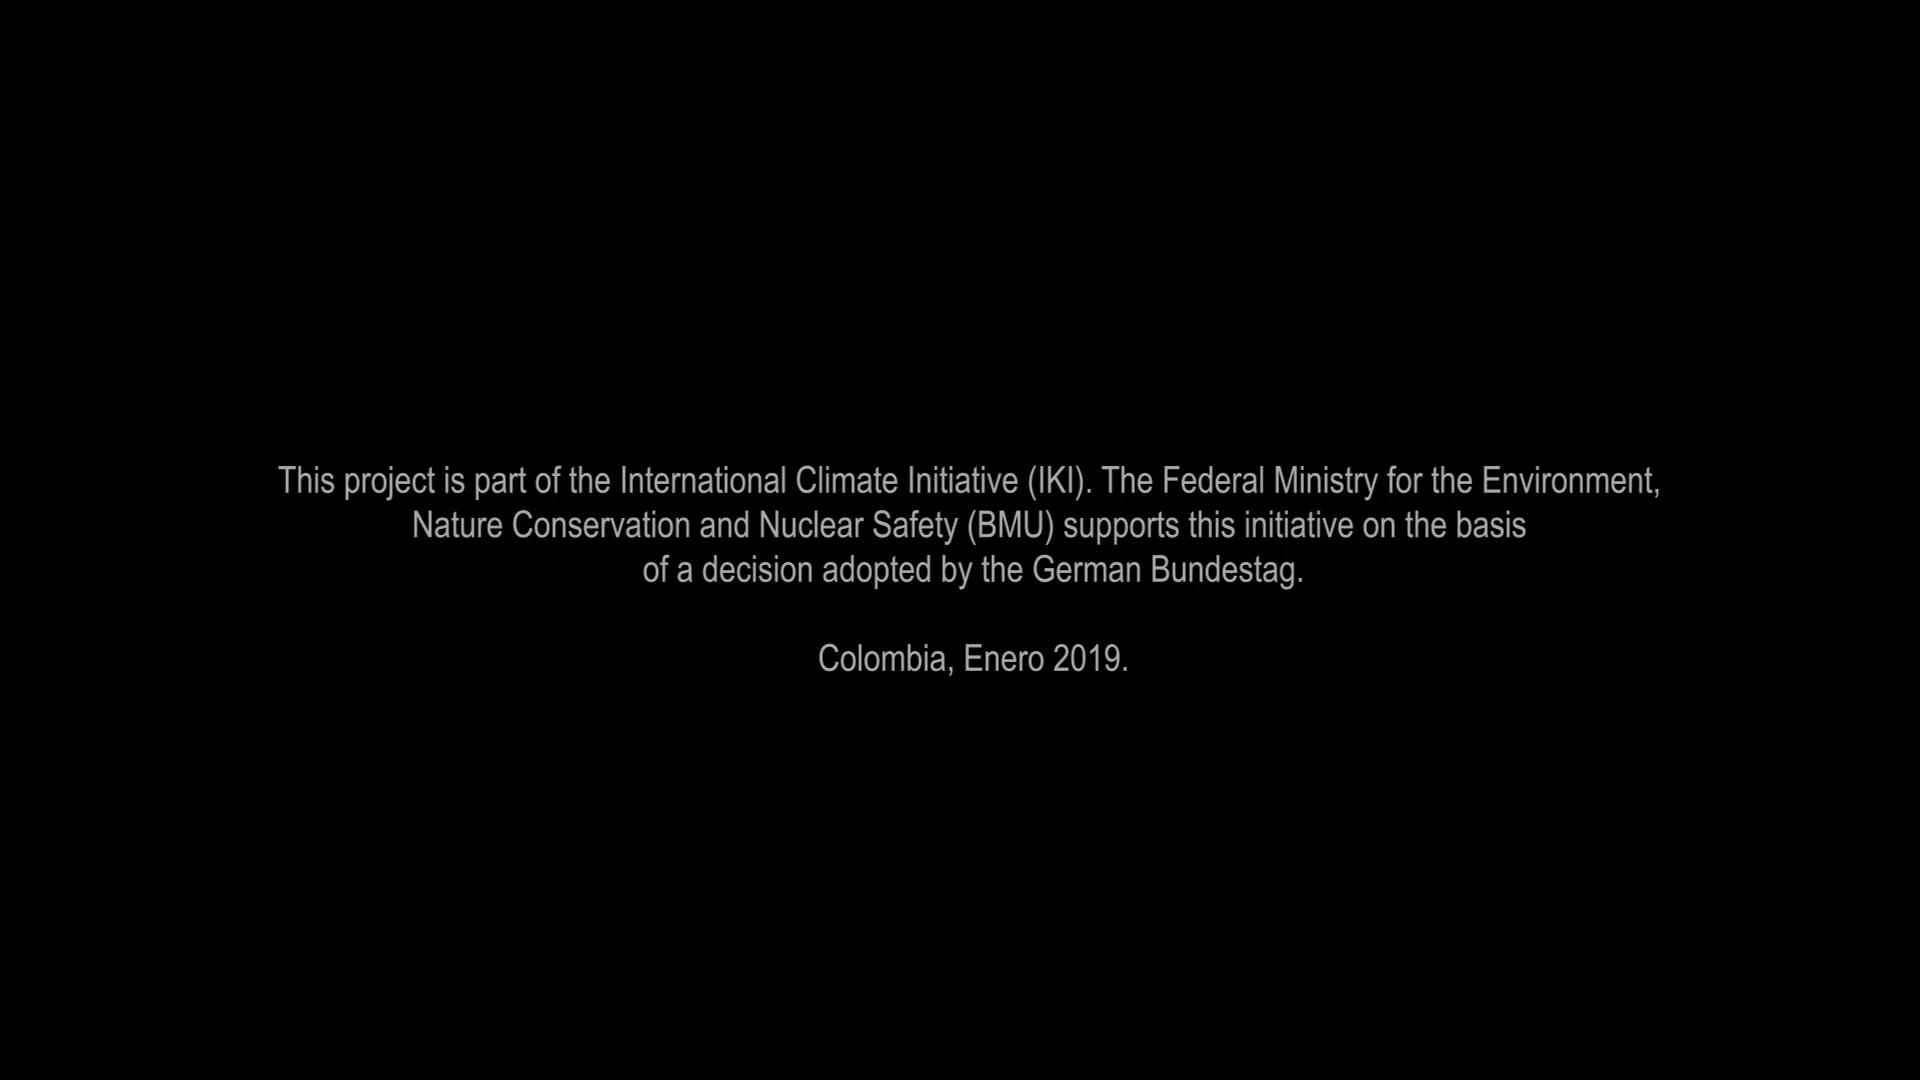 This project is part of the International Climate Initiative (IKI). The Federal Ministry for the Environment,
Nature Conservation and Nuclear Safety (BMU) supports this initiative on the basis
of a decision adopted by the German Bundestag.
Colombia, Enero 2019.